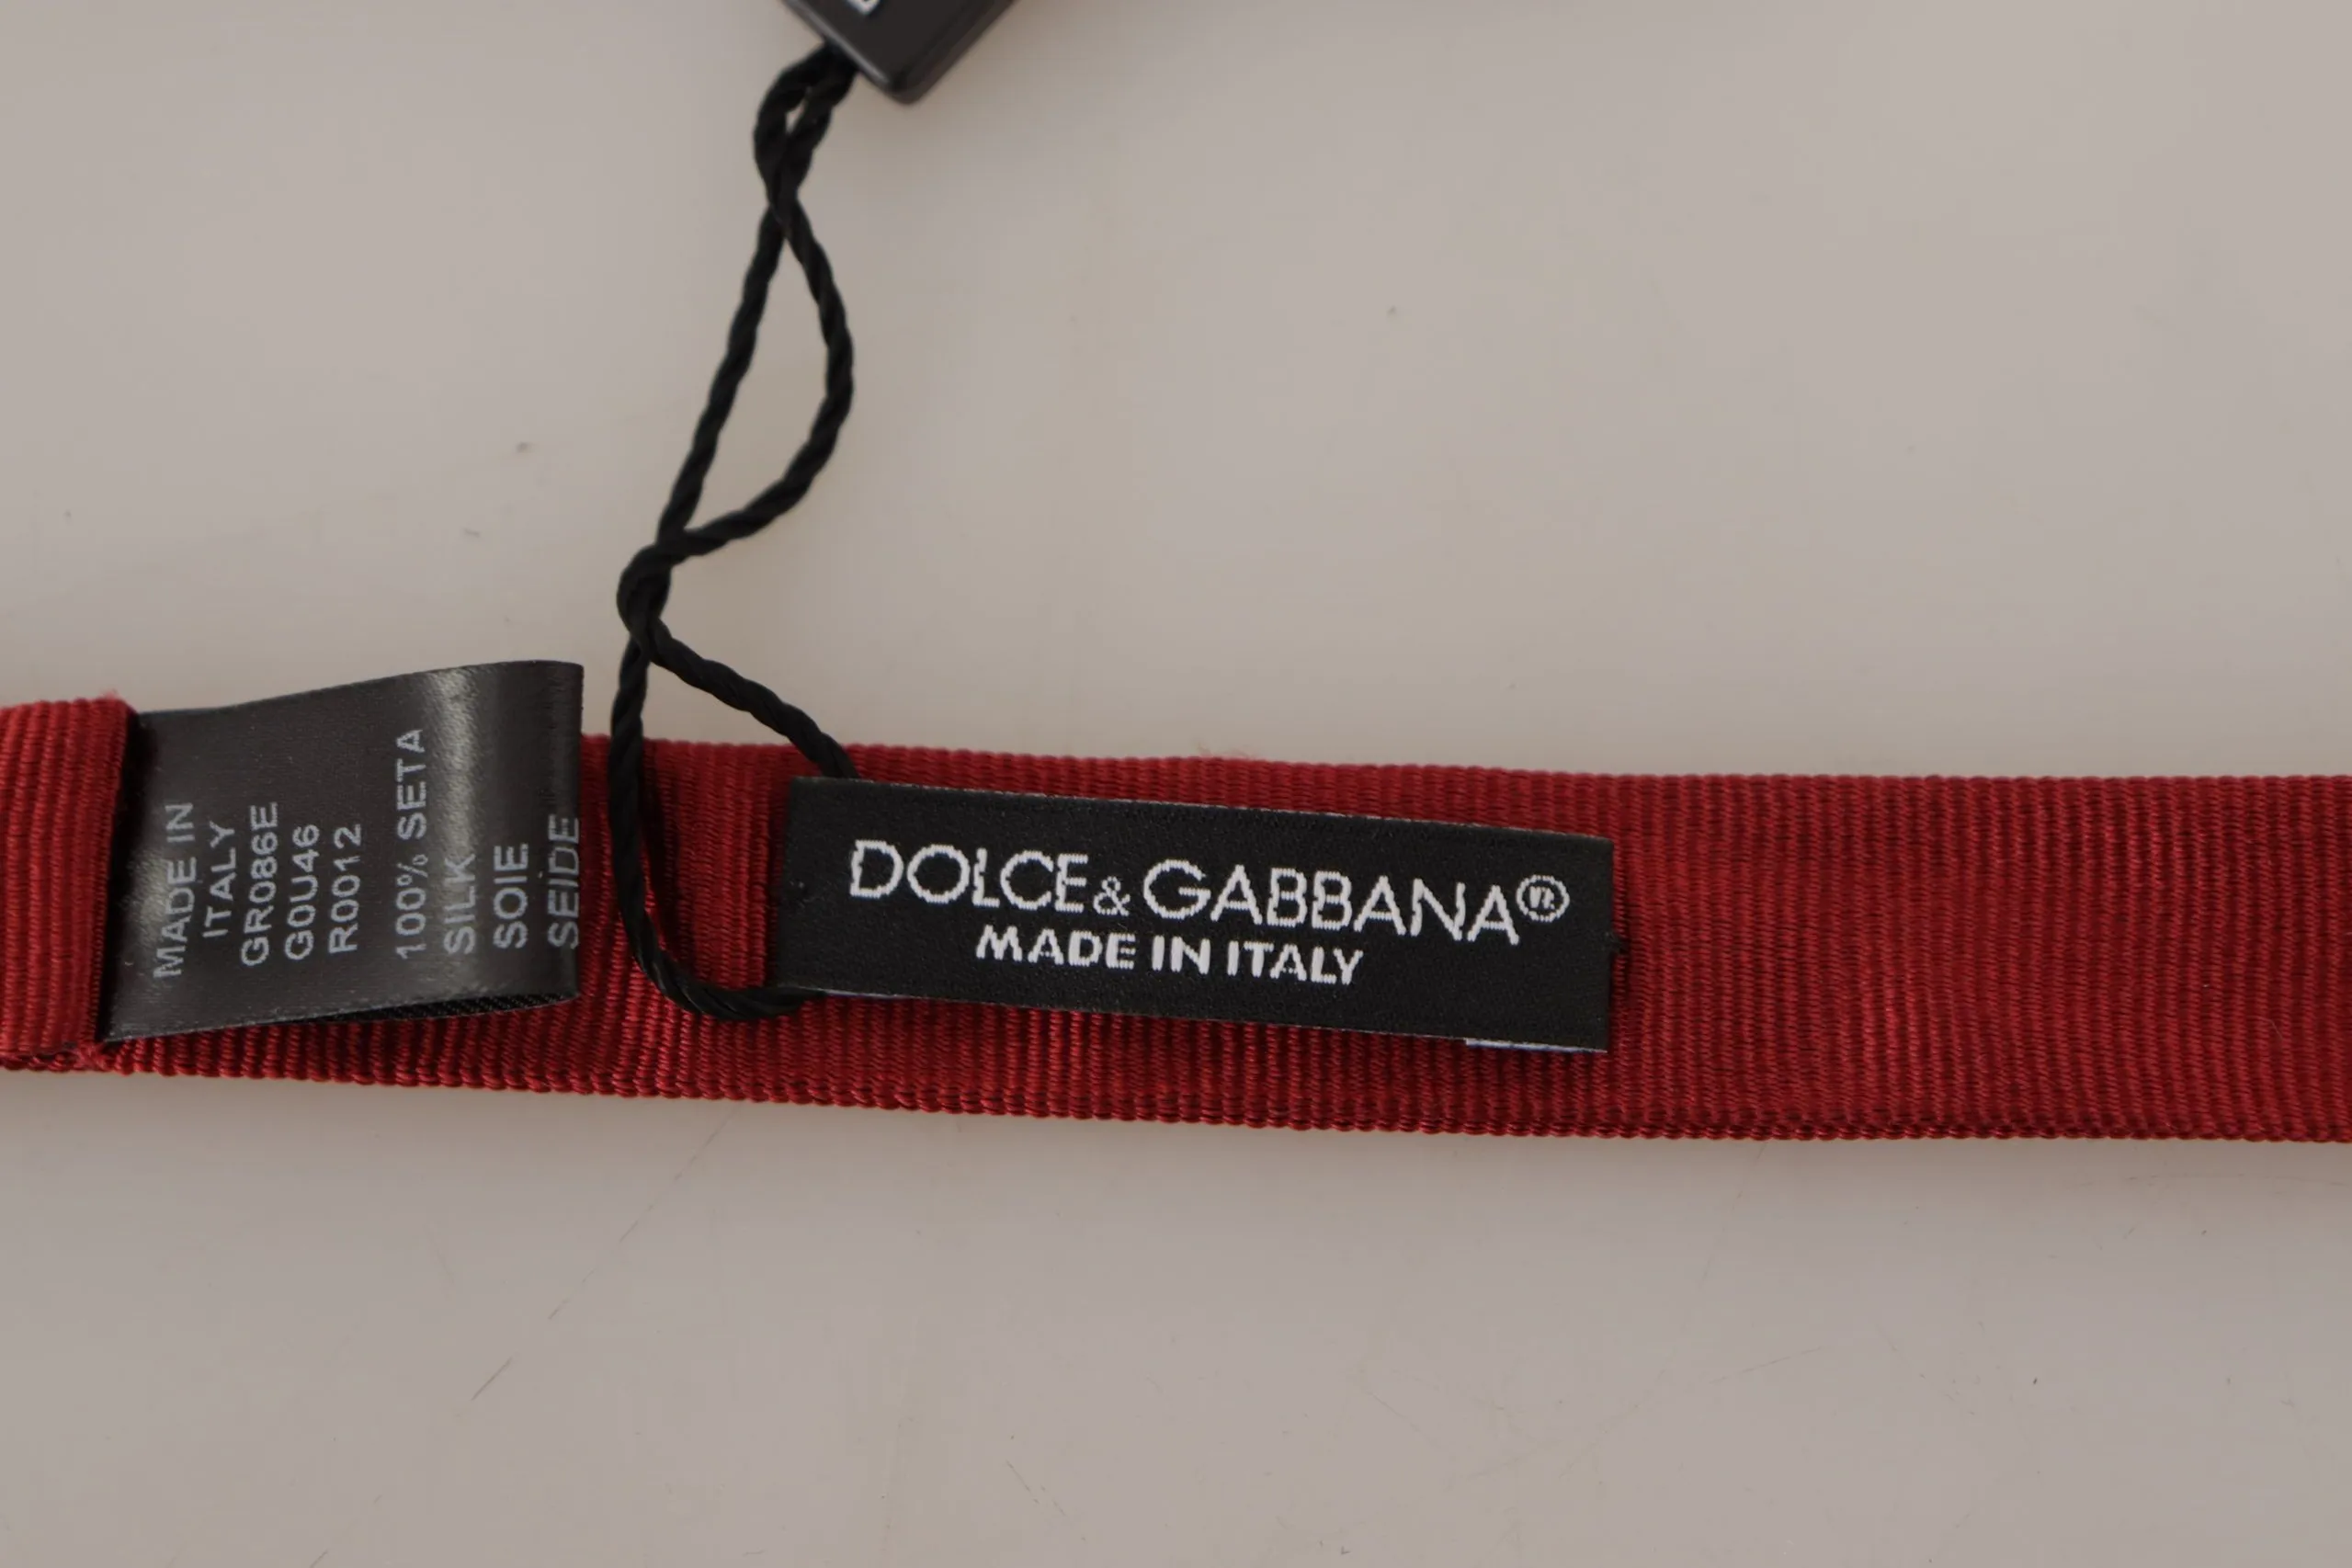 MADE IN
ITALY
GR086E
G0U46
R0012
100% SETA
SILK
SOIE
SEIDE
DOLCE&GABBANA®
MADE IN ITALY